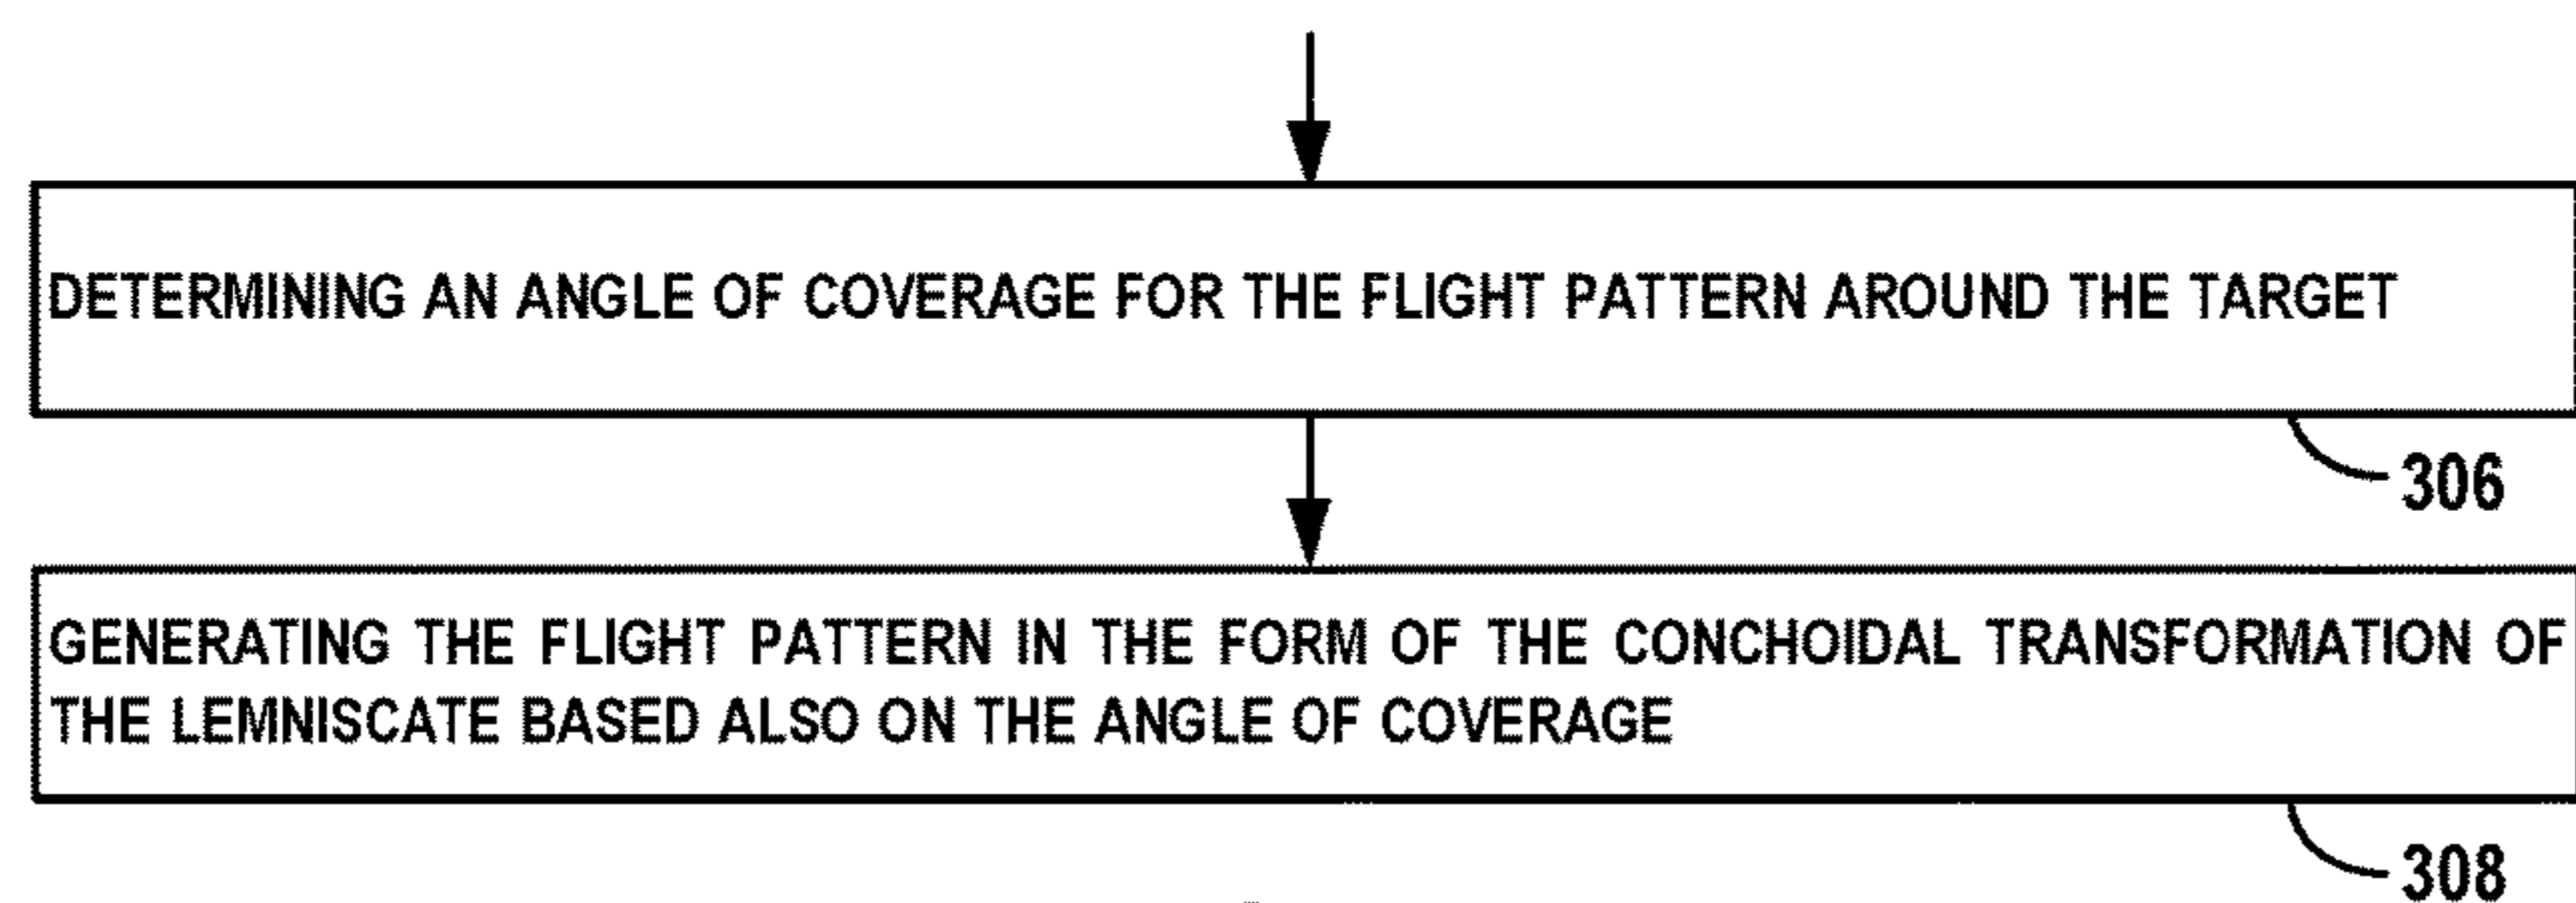 DETERMINING AN ANGLE OF COVERAGE FOR THE FLIGHT PATTERN AROUND THE TARGET
306
GENERATING THE FLIGHT PATTERN IN THE FORM OF THE CONCHOIDAL TRANSFORMATION OF
THE LEMNISCATE BASED ALSO ON THE ANGLE OF COVERAGE
308